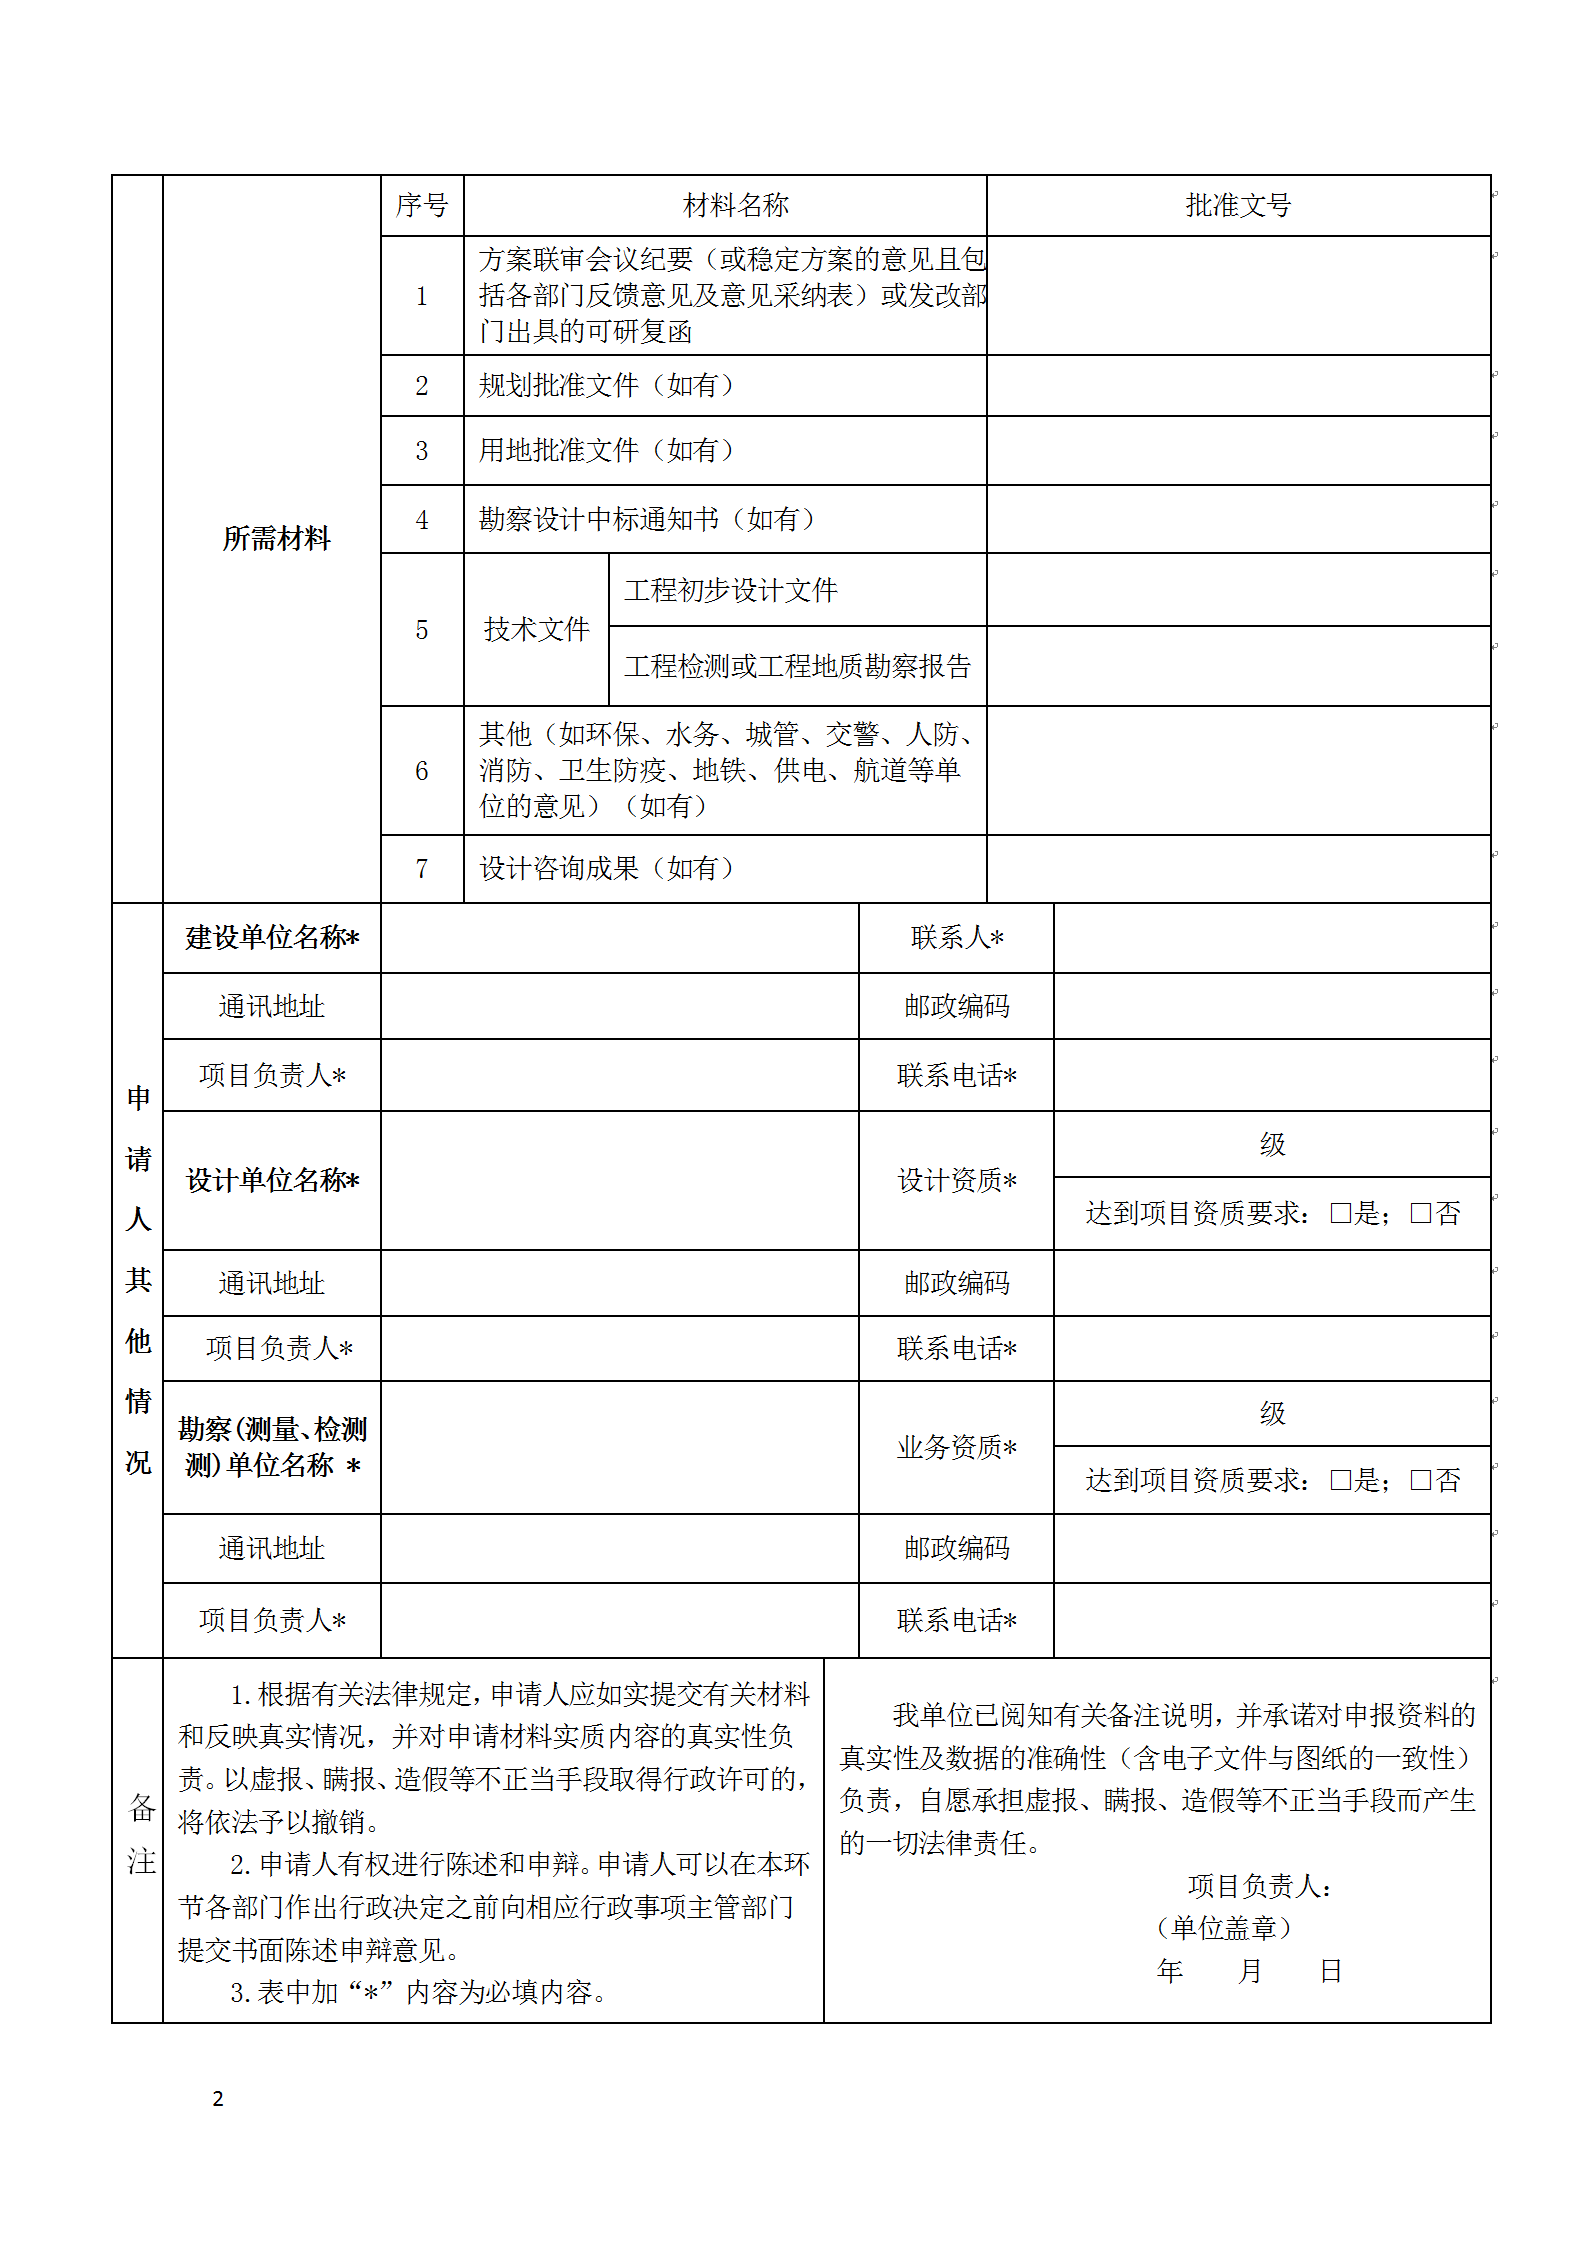 序号 材料名称 批准文号
所需材料
1 方案联审会议纪要（或稳定方案的意见且包
括各部门反馈意见及意见采纳表）或发改部
门出具的可研复函
2 规划批准文件（如有）
3 用地批准文件（如有）
4 勘察设计中标通知书（如有）
5 技术文件 工程初步设计文件
工程检测或工程地质勘察报告
6 其他（如环保、水务、城管、交警、人防、
消防、卫生防疫、地铁、供电、航道等单
位的意见）（如有）
7 设计咨询成果（如有）
申请人其他情况
建设单位名称* 联系人*
通讯地址 邮政编码
项目负责人* 联系电话*
设计单位名称* 设计资质* 级
达到项目资质要求：□是；□否
通讯地址 邮政编码
项目负责人* 联系电话*
勘察(测量、检测
测)单位名称 * 业务资质* 级
达到项目资质要求：□是；□否
通讯地址 邮政编码
项目负责人* 联系电话*
备注
1.根据有关法律规定，申请人应如实提交有关材料
和反映真实情况，并对申请材料实质内容的真实性负
责。以虚报、瞒报、造假等不正当手段取得行政许可的，
将依法予以撤销。
2.申请人有权进行陈述和申辩。申请人可以在本环
节各部门作出行政决定之前向相应行政事项主管部门
提交书面陈述申辩意见。
3.表中加“*”内容为必填内容。
我单位已阅知有关备注说明，并承诺对申报资料的
真实性及数据的准确性（含电子文件与图纸的一致性）
负责，自愿承担虚报、瞒报、造假等不正当手段而产生
的一切法律责任。
项目负责人：
（单位盖章）
年 月 日
2